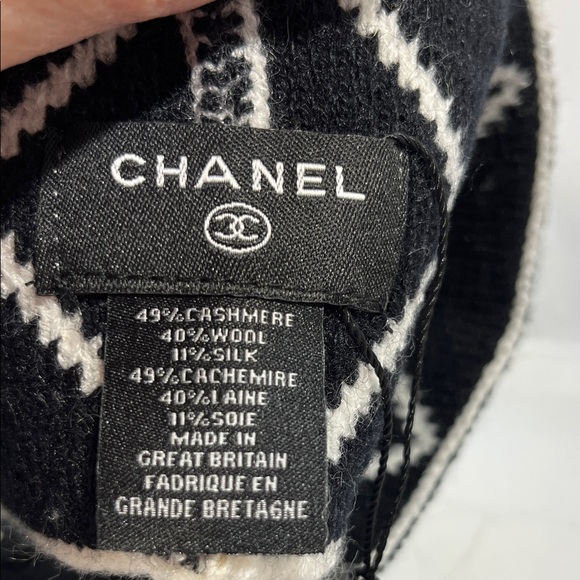 CHANEL
49%CASHMERE
40%WOOL
11%SILK
49%CACHEMIRE
40%LAINE
11%SOIE
MADE IN
GREAT BRITAIN
FABRIQUE EN
GRANDE BRETAGNE